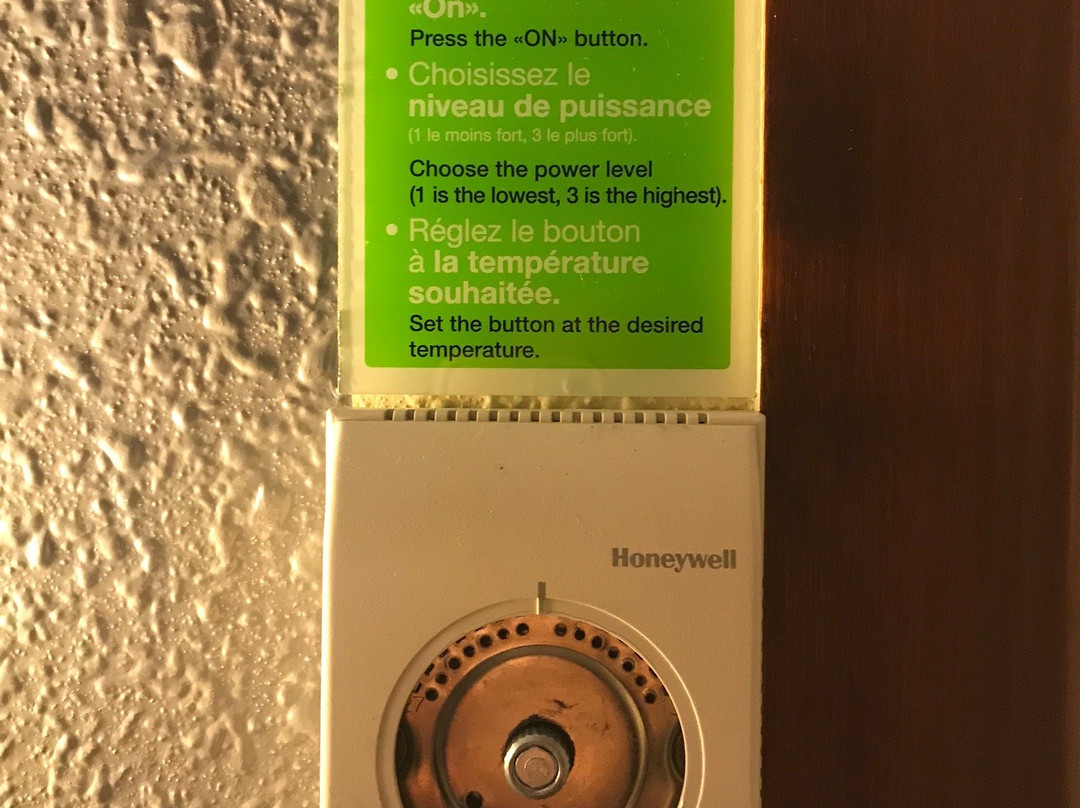 «On».
Press the «ON» button.
• Choisissez le
niveau de puissance
(1 le moins fort, 3 le plus fort).
Choose the power level
(1 is the lowest, 3 is the highest).
• Réglez le bouton
à la température
souhaitée.
Set the button at the desired
temperature.
Honeywell